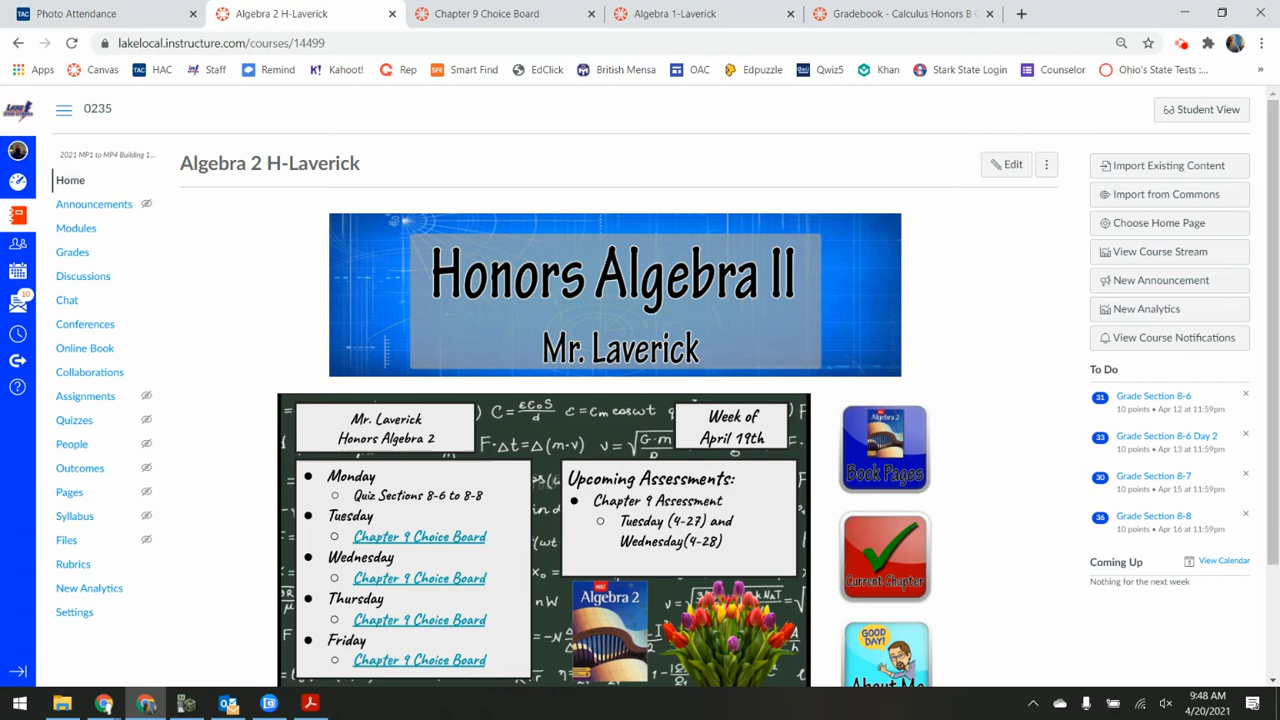 Photo Attendance
Algebra 2 H-Laverick
Chapter 9 Choice Board
Algebra 1-Laverick
Gradebook - Calculus Honors B C
lakelocal.instructure.com/courses/14499
Apps
Canvas
HAC
Staff
Remind
Kahoot!
Rep
Smart Find
EdClick
British Mensa
OAC
Edpuzzle
Qwiz5
Khan
Stark State Login
Counselor
Ohio's State Tests :...
0235
Student View
2021 MP1 to MP4 Building 1...
Home
Announcements
Modules
Grades
Discussions
Chat
Conferences
Online Book
Collaborations
Assignments
Quizzes
People
Outcomes
Pages
Syllabus
Files
Rubrics
New Analytics
Settings
10
Algebra 2 H-Laverick
Edit
Honors Algebra II
Mr. Laverick
Mr. Laverick
Honors Algebra 2
Week of
April 19th
Monday
Quiz Sections 8-6 to 8-8
Tuesday
Chapter 9 Choice Board
Wednesday
Chapter 9 Choice Board
Thursday
Chapter 9 Choice Board
Friday
Chapter 9 Choice Board
Upcoming Assessments:
Chapter 9 Assessment
Tuesday (4-27) and
Wednesday(4-28)
Algebra 2
Book Pages
Current Chapter
GOOD
DAY!
About Me
Import Existing Content
Import from Commons
Choose Home Page
View Course Stream
New Announcement
New Analytics
View Course Notifications
To Do
31 Grade Section 8-6
10 points • Apr 12 at 11:59pm
33 Grade Section 8-6 Day 2
10 points • Apr 13 at 11:59pm
30 Grade Section 8-7
10 points • Apr 15 at 11:59pm
36 Grade Section 8-8
10 points • Apr 16 at 11:59pm
Coming Up
View Calendar
Nothing for the next week
9:48 AM
4/20/2021